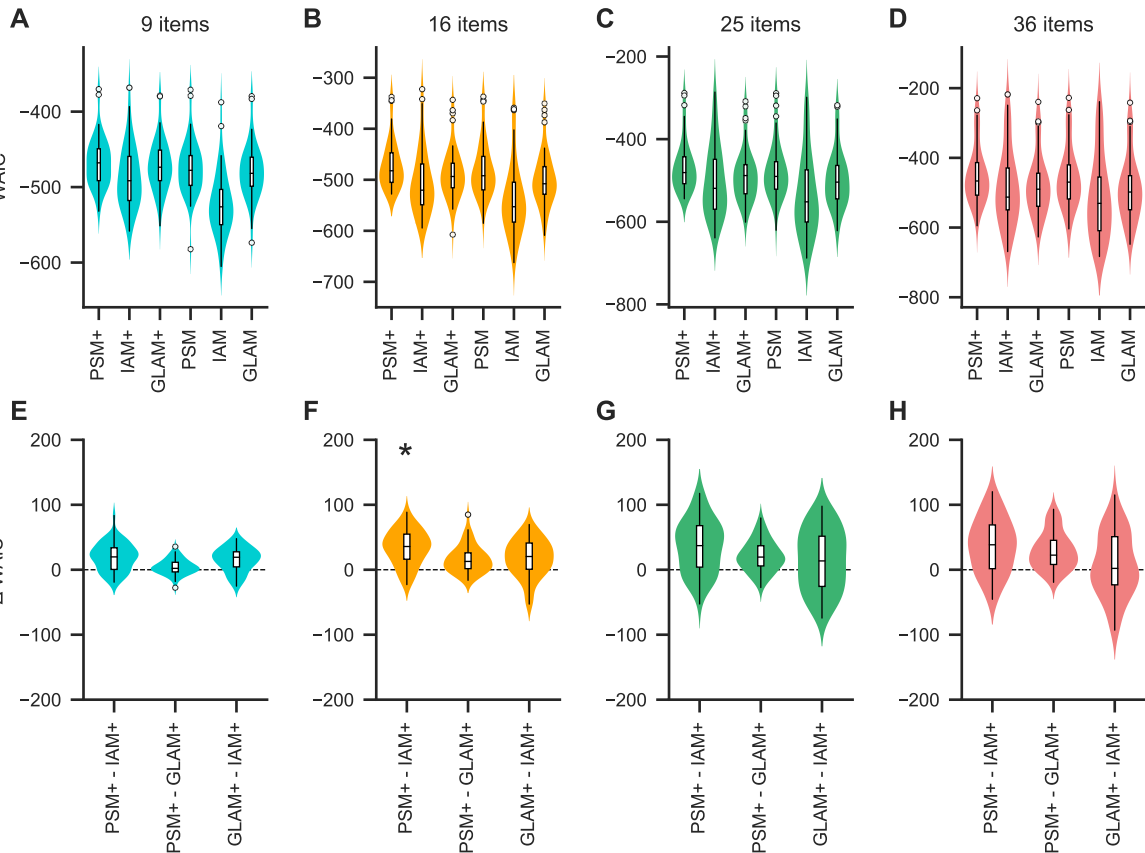 A 9 items B 16 items C 25 items D 36 items
WAIC
−400
−500
−600
−300
−400
−500
−600
−700
−200
−400
−600
−800
−200
−400
−600
−800
PSM+ IAM+ GLAM+ PSM IAM GLAM
PSM+ IAM+ GLAM+ PSM IAM GLAM
PSM+ IAM+ GLAM+ PSM IAM GLAM
PSM+ IAM+ GLAM+ PSM IAM GLAM
E F G H
200
100
0
−100
−200
200
100
0
−100
−200
*
200
100
0
−100
−200
200
100
0
−100
−200
PSM+ - IAM+
PSM+ - GLAM+
GLAM+ - IAM+
PSM+ - IAM+
PSM+ - GLAM+
GLAM+ - IAM+
PSM+ - IAM+
PSM+ - GLAM+
GLAM+ - IAM+
PSM+ - IAM+
PSM+ - GLAM+
GLAM+ - IAM+